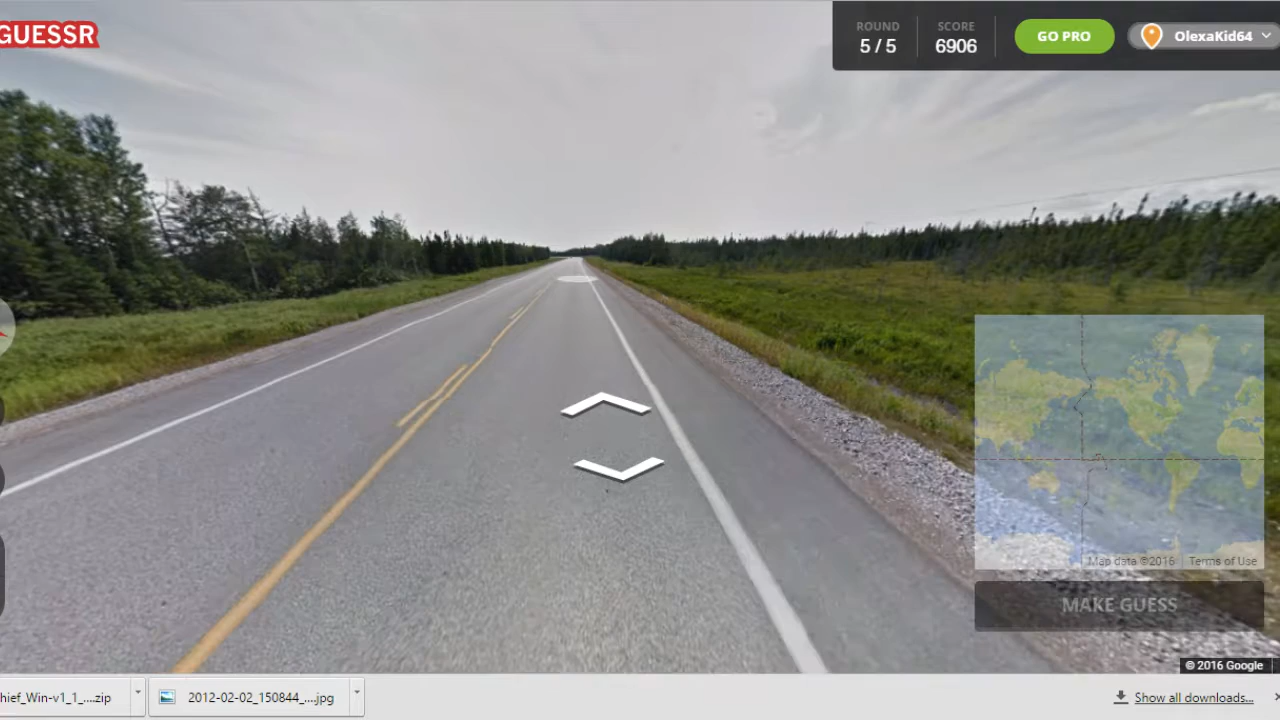 GUESSR
ROUND
5 / 5
SCORE
6906
GO PRO
OlexaKid64
Map data ©2016
Terms of Use
MAKE GUESS
© 2016 Google
hief_Win-v1_1_....zip
2012-02-02_150844_....jpg
Show all downloads...